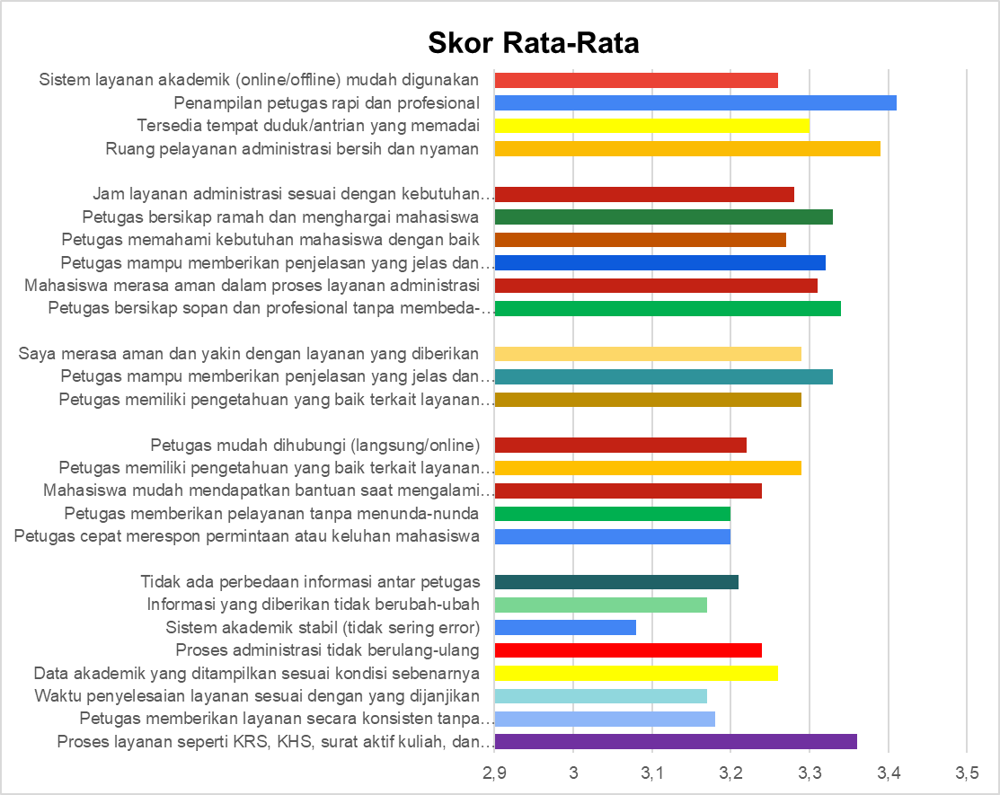 Skor Rata-Rata
Sistem layanan akademik (online/offline) mudah digunakan
Penampilan petugas rapi dan profesional
Tersedia tempat duduk/antrian yang memadai
Ruang pelayanan administrasi bersih dan nyaman
Jam layanan administrasi sesuai dengan kebutuhan…
Petugas bersikap ramah dan menghargai mahasiswa
Petugas memahami kebutuhan mahasiswa dengan baik
Petugas mampu memberikan penjelasan yang jelas dan…
Mahasiswa merasa aman dalam proses layanan administrasi
Petugas bersikap sopan dan profesional tanpa membeda-…
Saya merasa aman dan yakin dengan layanan yang diberikan
Petugas mampu memberikan penjelasan yang jelas dan…
Petugas memiliki pengetahuan yang baik terkait layanan…
Petugas mudah dihubungi (langsung/online)
Petugas memiliki pengetahuan yang baik terkait layanan…
Mahasiswa mudah mendapatkan bantuan saat mengalami…
Petugas memberikan pelayanan tanpa menunda-nunda
Petugas cepat merespon permintaan atau keluhan mahasiswa
Tidak ada perbedaan informasi antar petugas
Informasi yang diberikan tidak berubah-ubah
Sistem akademik stabil (tidak sering error)
Proses administrasi tidak berulang-ulang
Data akademik yang ditampilkan sesuai kondisi sebenarnya
Waktu penyelesaian layanan sesuai dengan yang dijanjikan
Petugas memberikan layanan secara konsisten tanpa…
Proses layanan seperti KRS, KHS, surat aktif kuliah, dan…
2,9 3 3,1 3,2 3,3 3,4 3,5